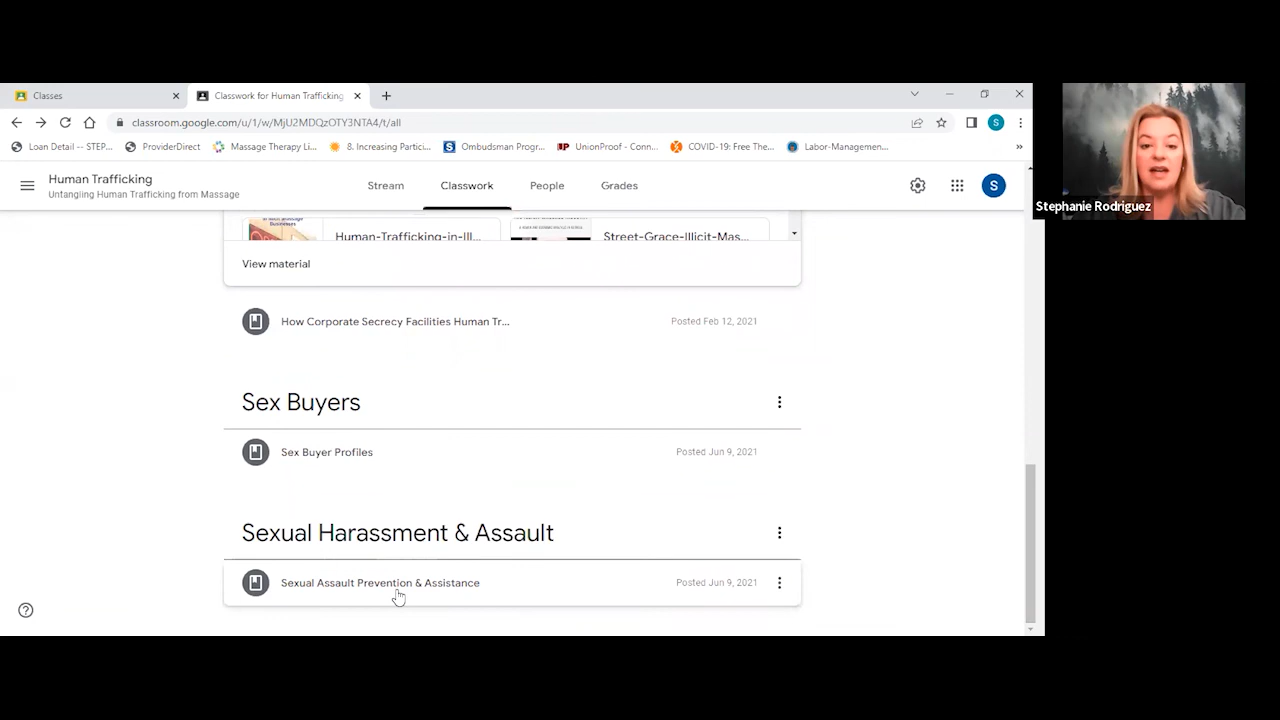 Classes
Classwork for Human Trafficking
classroom.google.com/u/1/w/MjU2MDQzOTY3NTA4/t/all
S
Loan Detail -- STEP...
ProviderDirect
Massage Therapy Li...
8. Increasing Partici...
Ombudsman Progr...
UnionProof - Conn...
COVID-19: Free The...
Labor-Managemen...
»
Human Trafficking
Untangling Human Trafficking from Massage
Stream
Classwork
People
Grades
S
Businesses
Human-Trafficking-in-Ill...
Street-Grace-Illicit-Mas...
View material
How Corporate Secrecy Facilities Human Tr...
Posted Feb 12, 2021
Sex Buyers
Sex Buyer Profiles
Posted Jun 9, 2021
Sexual Harassment & Assault
Sexual Assault Prevention & Assistance
Posted Jun 9, 2021
Stephanie Rodriguez